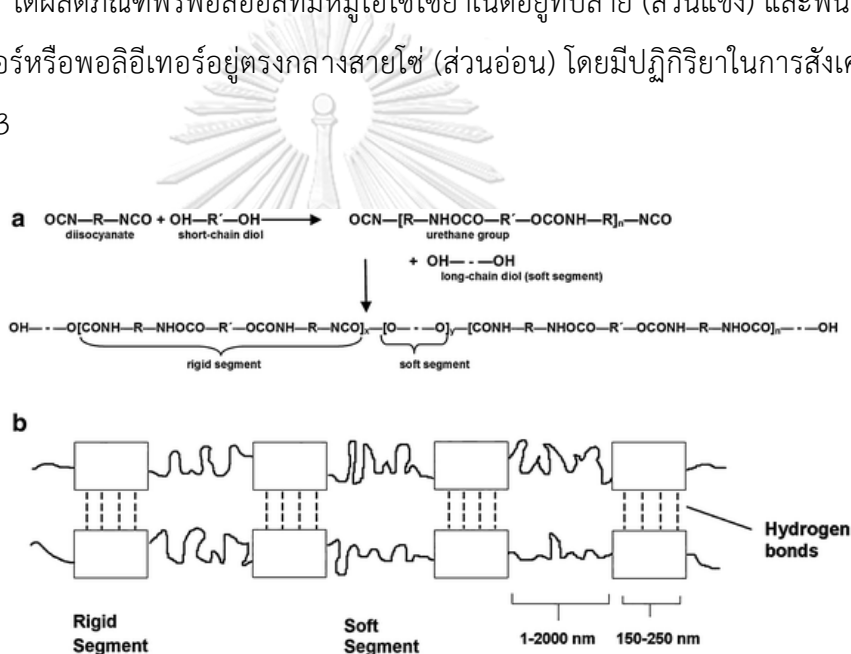 ได้ผลิตภัณฑ์พรีพอลิออลที่มีหมู่ไอโซไซยาเนตอยู่ที่ปลาย (ส่วนแข็ง) และพัน
อร์หรือพอลิอีเทอร์อยู่ตรงกลางสายโซ่ (ส่วนอ่อน) โดยมีปฏิกิริยาในการสังเค
3
a OCN—R—NCO + OH—R´—OH OCN—[R—NHOCO—R´—OCONH—R]n—NCO
diisocyanate short-chain diol urethane group
+ OH—-—OH
long-chain diol (soft segment)
OH—-—O[CONH—R—NHOCO—R´—OCONH—R—NCO]x—[O—-—O]y—[CONH—R—NHOCO—R´—OCONH—R—NHOCO]n—-—OH
rigid segment soft segment
b
Hydrogen
bonds
Rigid
Segment
Soft
Segment
1-2000 nm 150-250 nm